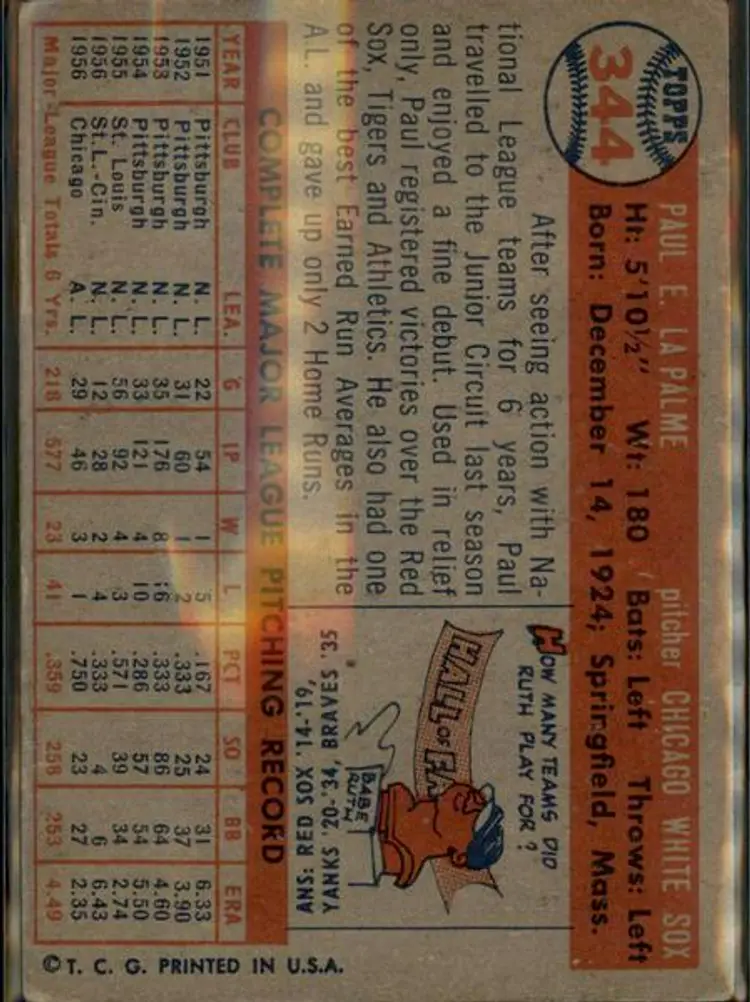 TOPPS
344
PAUL E. LA PALME pitcher CHICAGO WHITE SOX
Ht: 5'10½" Wt: 180 Bats: Left Throws: Left
Born: December 14, 1924; Springfield, Mass.
After seeing action with Na-
tional League teams for 6 years, Paul
travelled to the Junior Circuit last season
and enjoyed a fine debut. Used in relief
only, Paul registered victories over the Red
Sox, Tigers and Athletics. He also had one
of the best Earned Run Averages in the
A.L. and gave up only 2 Home Runs.
HOW MANY TEAMS DID
RUTH PLAY FOR?
HALL OF FA
BABE
RUTH
ANS: RED SOX '14-'19,
YANKS '20-'34, BRAVES '35
COMPLETE MAJOR LEAGUE PITCHING RECORD
YEAR CLUB LEA. G IP W L PCT SO BB ERA
1951 Pittsburgh N. L. 22 54 1 5 .167 24 31 6.33
1952 Pittsburgh N. L. 31 60 1 2 .333 25 37 3.90
1953 Pittsburgh N. L. 35 176 8 16 .333 86 64 4.60
1954 Pittsburgh N. L. 33 121 4 10 .286 57 54 5.50
1955 St. Louis N. L. 56 92 4 3 .571 39 34 2.74
1956 St.L.-Cin. N. L. 12 28 2 4 .333 4 6 6.43
1956 Chicago A. L. 29 46 3 1 .750 23 27 2.35
Major League Totals 6 Yrs. 218 577 23 41 .359 258 253 4.49
© T. C. G. PRINTED IN U.S.A.